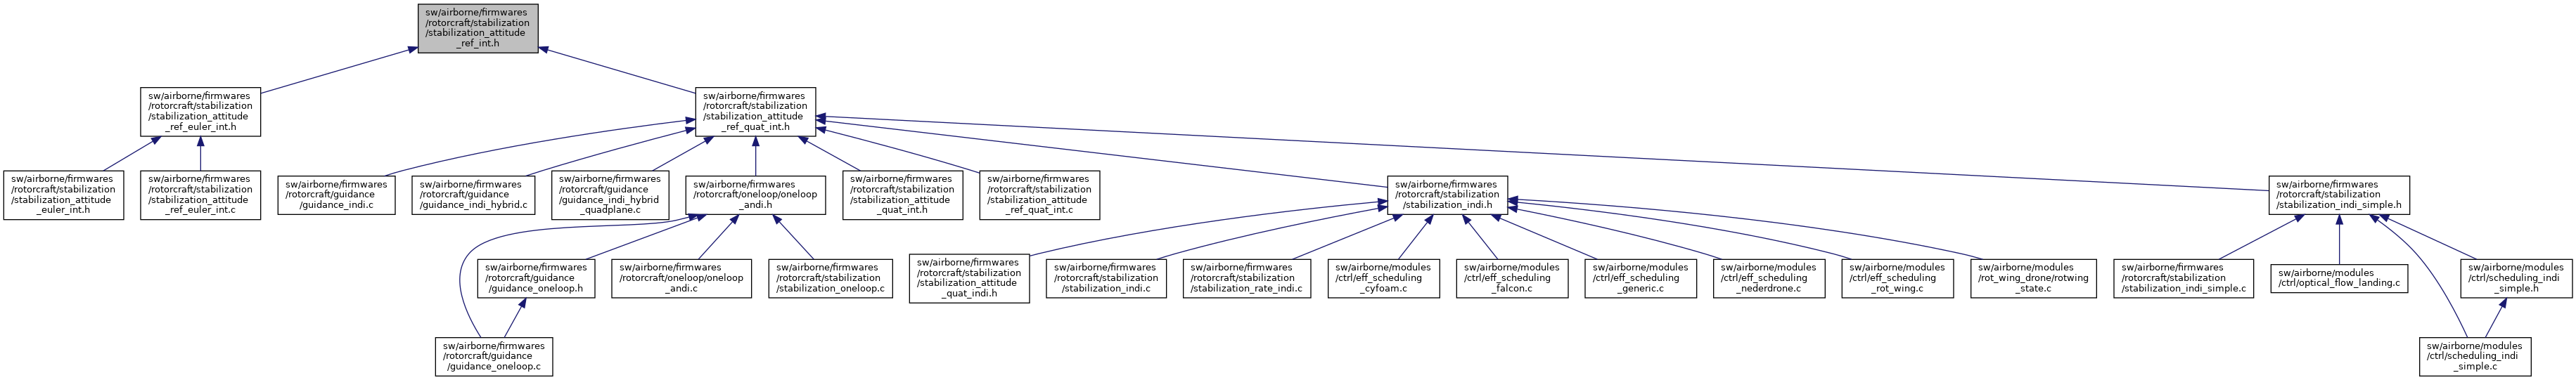 sw/airborne/firmwares
/rotorcraft/stabilization
/stabilization_attitude
_ref_int.h
sw/airborne/firmwares
/rotorcraft/stabilization
/stabilization_attitude
_ref_euler_int.h
sw/airborne/firmwares
/rotorcraft/stabilization
/stabilization_attitude
_ref_quat_int.h
sw/airborne/firmwares
/rotorcraft/stabilization
/stabilization_attitude
_euler_int.h
sw/airborne/firmwares
/rotorcraft/stabilization
/stabilization_attitude
_ref_euler_int.c
sw/airborne/firmwares
/rotorcraft/guidance
/guidance_indi.c
sw/airborne/firmwares
/rotorcraft/guidance
/guidance_indi_hybrid.c
sw/airborne/firmwares
/rotorcraft/guidance
/guidance_indi_hybrid
_quadplane.c
sw/airborne/firmwares
/rotorcraft/oneloop/oneloop
_andi.h
sw/airborne/firmwares
/rotorcraft/stabilization
/stabilization_attitude
_quat_int.h
sw/airborne/firmwares
/rotorcraft/stabilization
/stabilization_attitude
_ref_quat_int.c
sw/airborne/firmwares
/rotorcraft/stabilization
/stabilization_indi.h
sw/airborne/firmwares
/rotorcraft/stabilization
/stabilization_indi_simple.h
sw/airborne/firmwares
/rotorcraft/guidance
/guidance_oneloop.h
sw/airborne/firmwares
/rotorcraft/oneloop/oneloop
_andi.c
sw/airborne/firmwares
/rotorcraft/stabilization
/stabilization_oneloop.c
sw/airborne/firmwares
/rotorcraft/stabilization
/stabilization_attitude
_quat_indi.h
sw/airborne/firmwares
/rotorcraft/stabilization
/stabilization_indi.c
sw/airborne/firmwares
/rotorcraft/stabilization
/stabilization_rate_indi.c
sw/airborne/modules
/ctrl/eff_scheduling
_cyfoam.c
sw/airborne/modules
/ctrl/eff_scheduling
_falcon.c
sw/airborne/modules
/ctrl/eff_scheduling
_generic.c
sw/airborne/modules
/ctrl/eff_scheduling
_nederdrone.c
sw/airborne/modules
/ctrl/eff_scheduling
_rot_wing.c
sw/airborne/modules
/rot_wing_drone/rotwing
_state.c
sw/airborne/firmwares
/rotorcraft/stabilization
/stabilization_indi_simple.c
sw/airborne/modules
/ctrl/optical_flow_landing.c
sw/airborne/modules
/ctrl/scheduling_indi
_simple.h
sw/airborne/firmwares
/rotorcraft/guidance
/guidance_oneloop.c
sw/airborne/modules
/ctrl/scheduling_indi
_simple.c